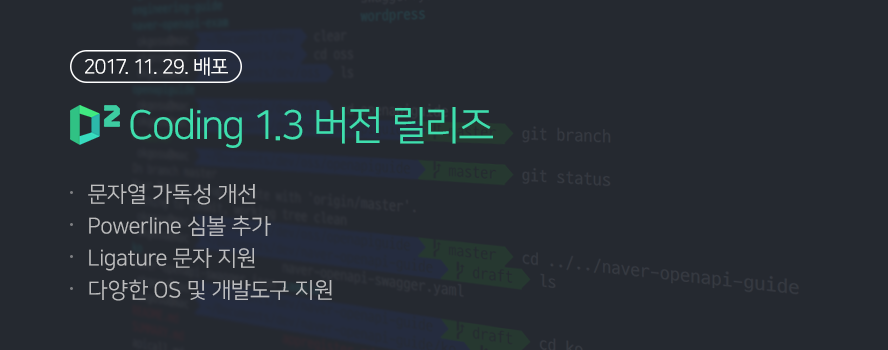 wordpress
clear
cd oss
ls
2017. 11. 29. 배포
D2 Coding 1.3 버전 릴리즈
git branch
master
git status
문자열 가독성 개선
with 'origin/master'.
clean
Powerline 심볼 추가
master
cd ../../naver-openapi-guide
Ligature 문자 지원
draft
ls
다양한 OS 및 개발도구 지원
naver-openapi-swagger.yaml
draft
cd